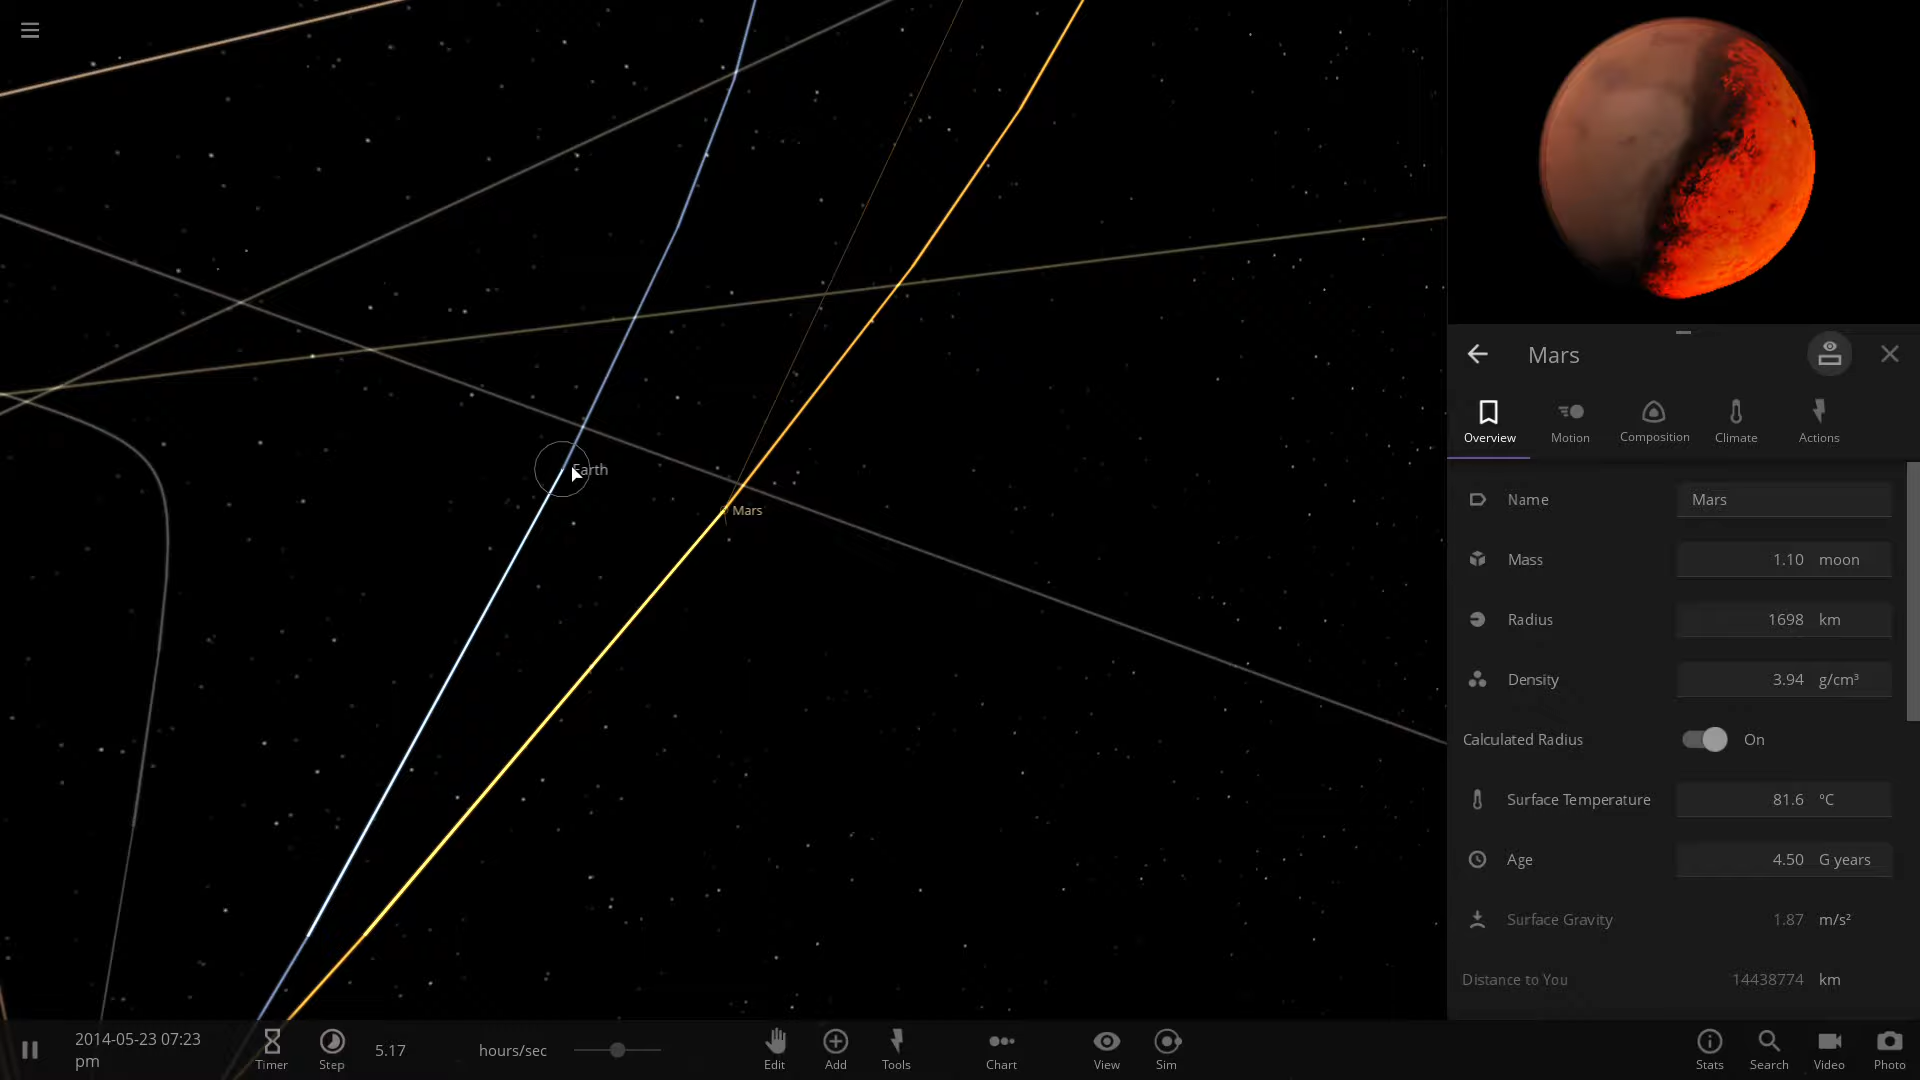 Earth
Mars
Mars
Overview
Motion
Composition
Climate
Actions
Name Mars
Mass 1.10 moon
Radius 1698 km
Density 3.94 g/cm³
Calculated Radius On
Surface Temperature 81.6 °C
Age 4.50 G years
Surface Gravity 1.87 m/s²
Distance to You 14438774 km
2014-05-23 07:23
pm
Timer
Step
5.17 hours/sec
Edit
Add
Tools
Chart
View
Sim
Stats
Search
Video
Photo